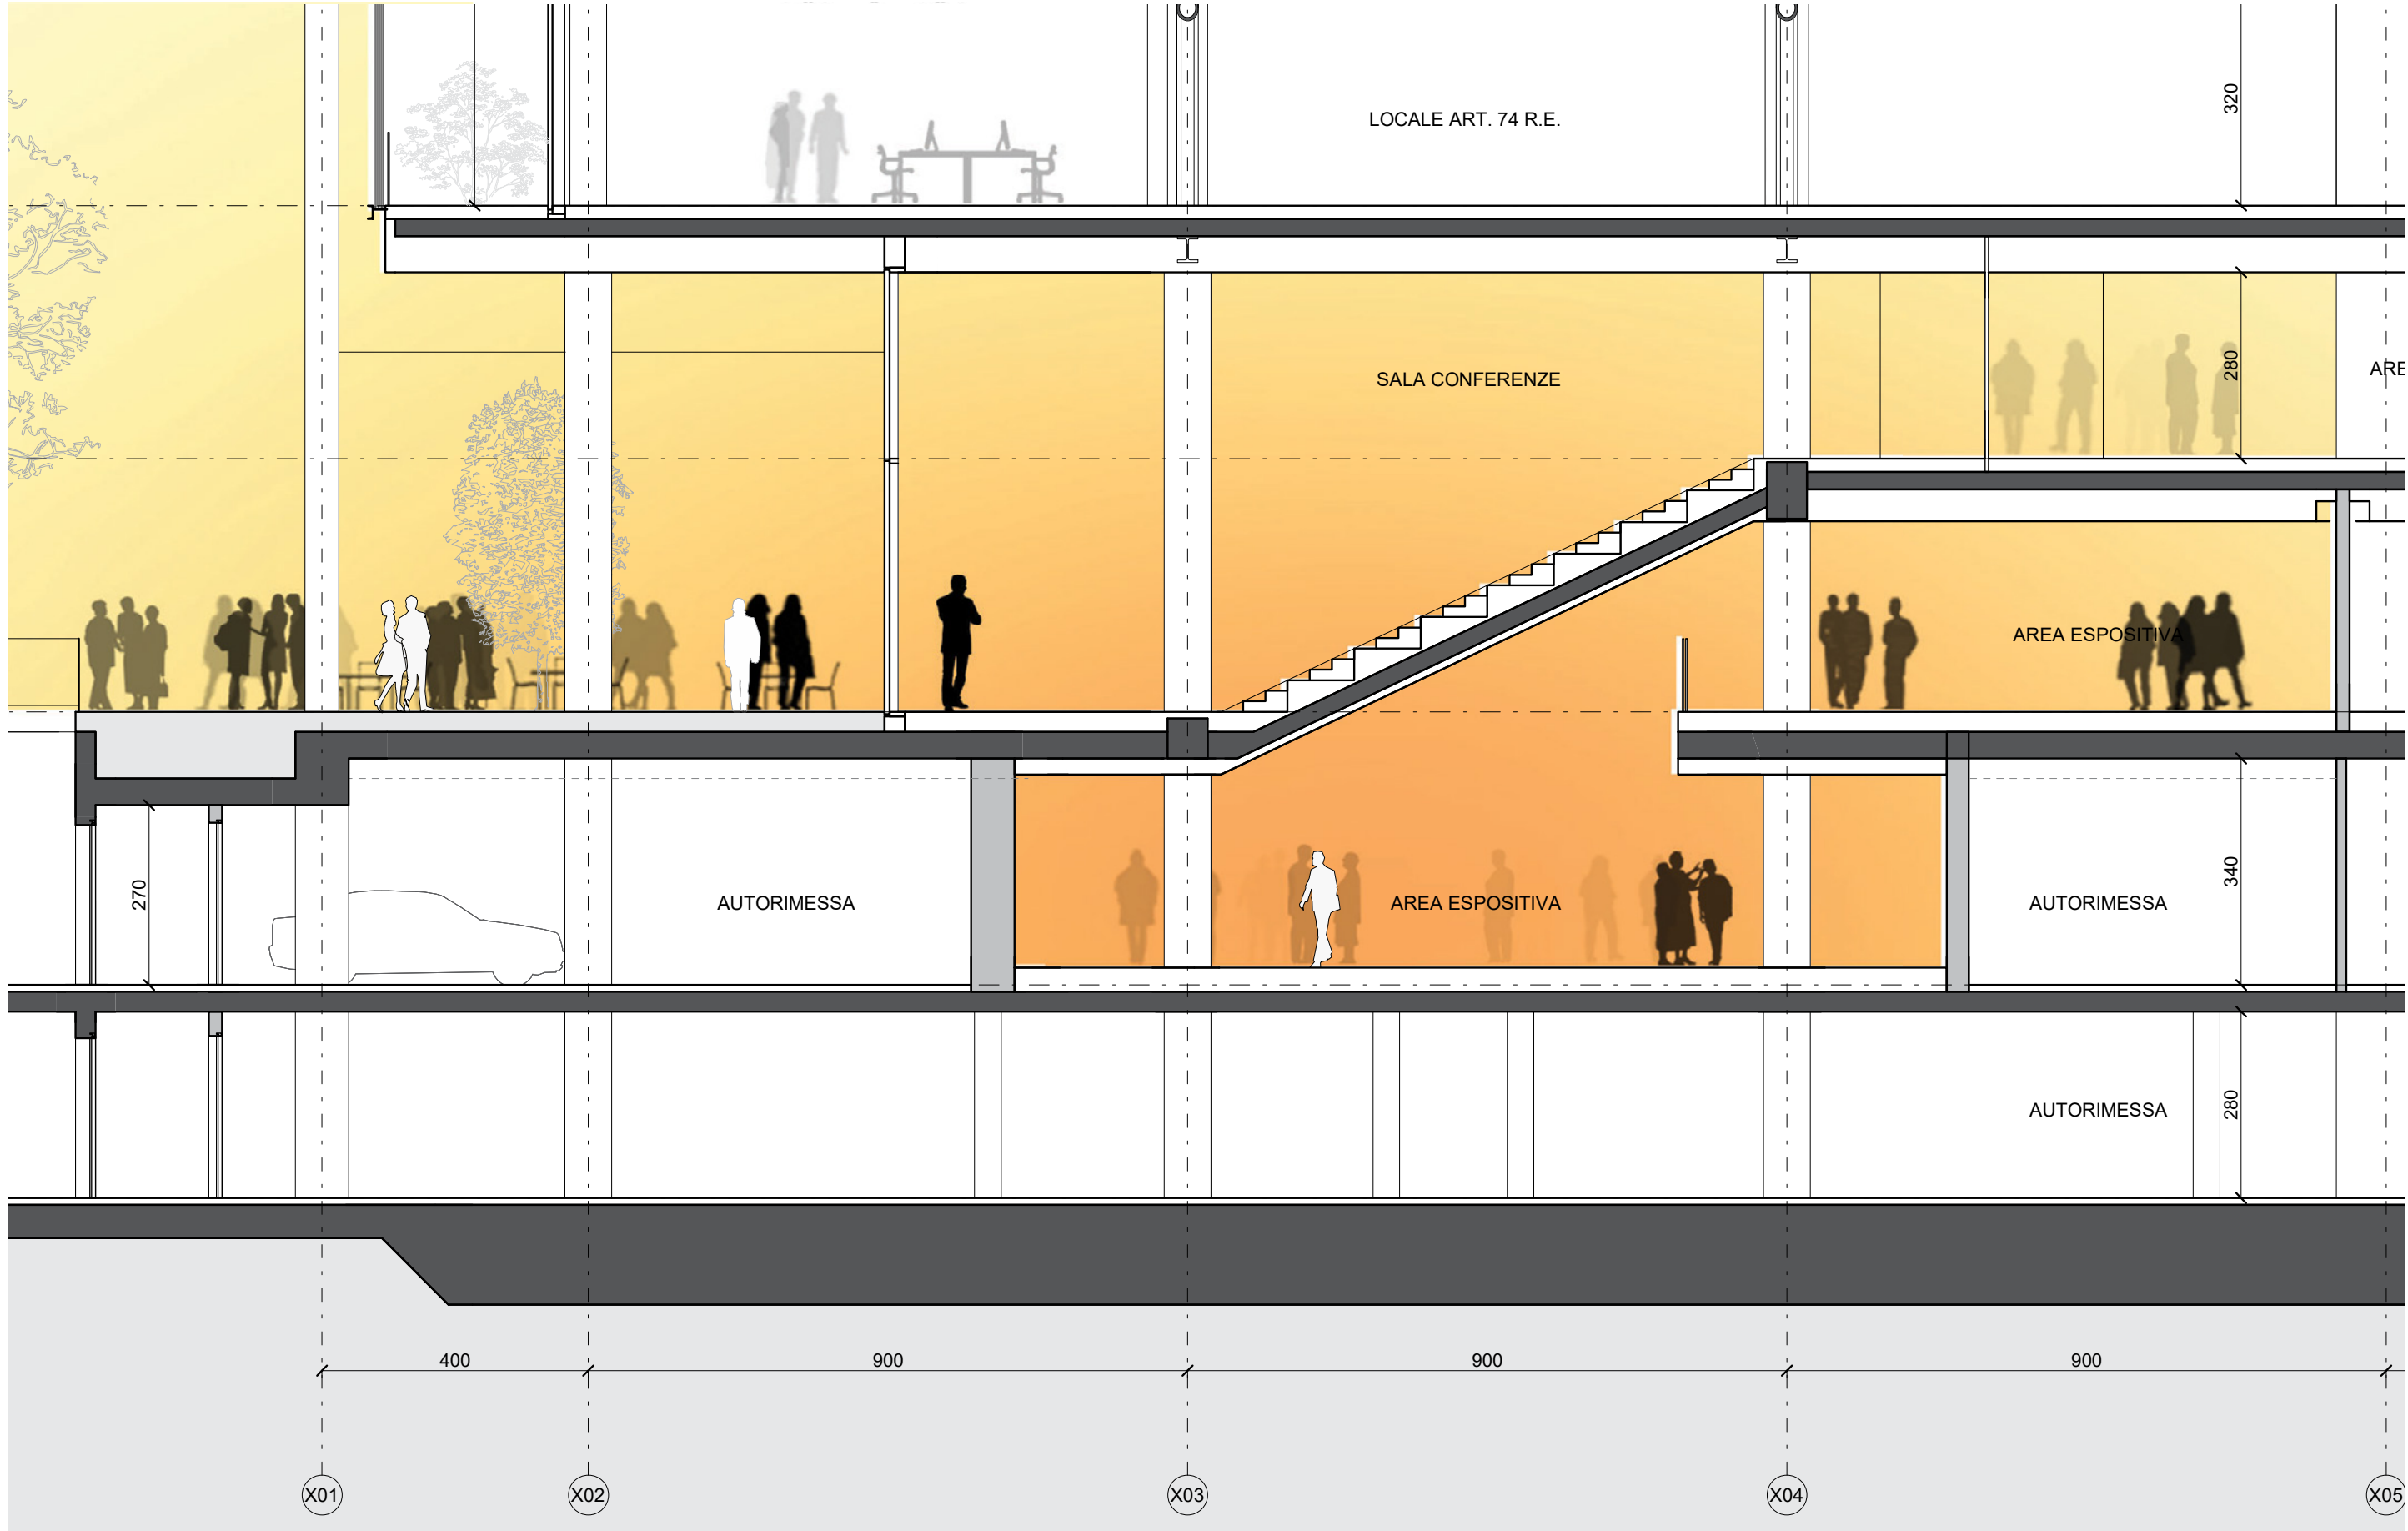 LOCALE ART. 74 R.E.
320
SALA CONFERENZE
280
ARE
AREA ESPOSITIVA
270
AUTORIMESSA
AREA ESPOSITIVA
AUTORIMESSA
340
AUTORIMESSA
280
400
900
900
900
X01
X02
X03
X04
X05